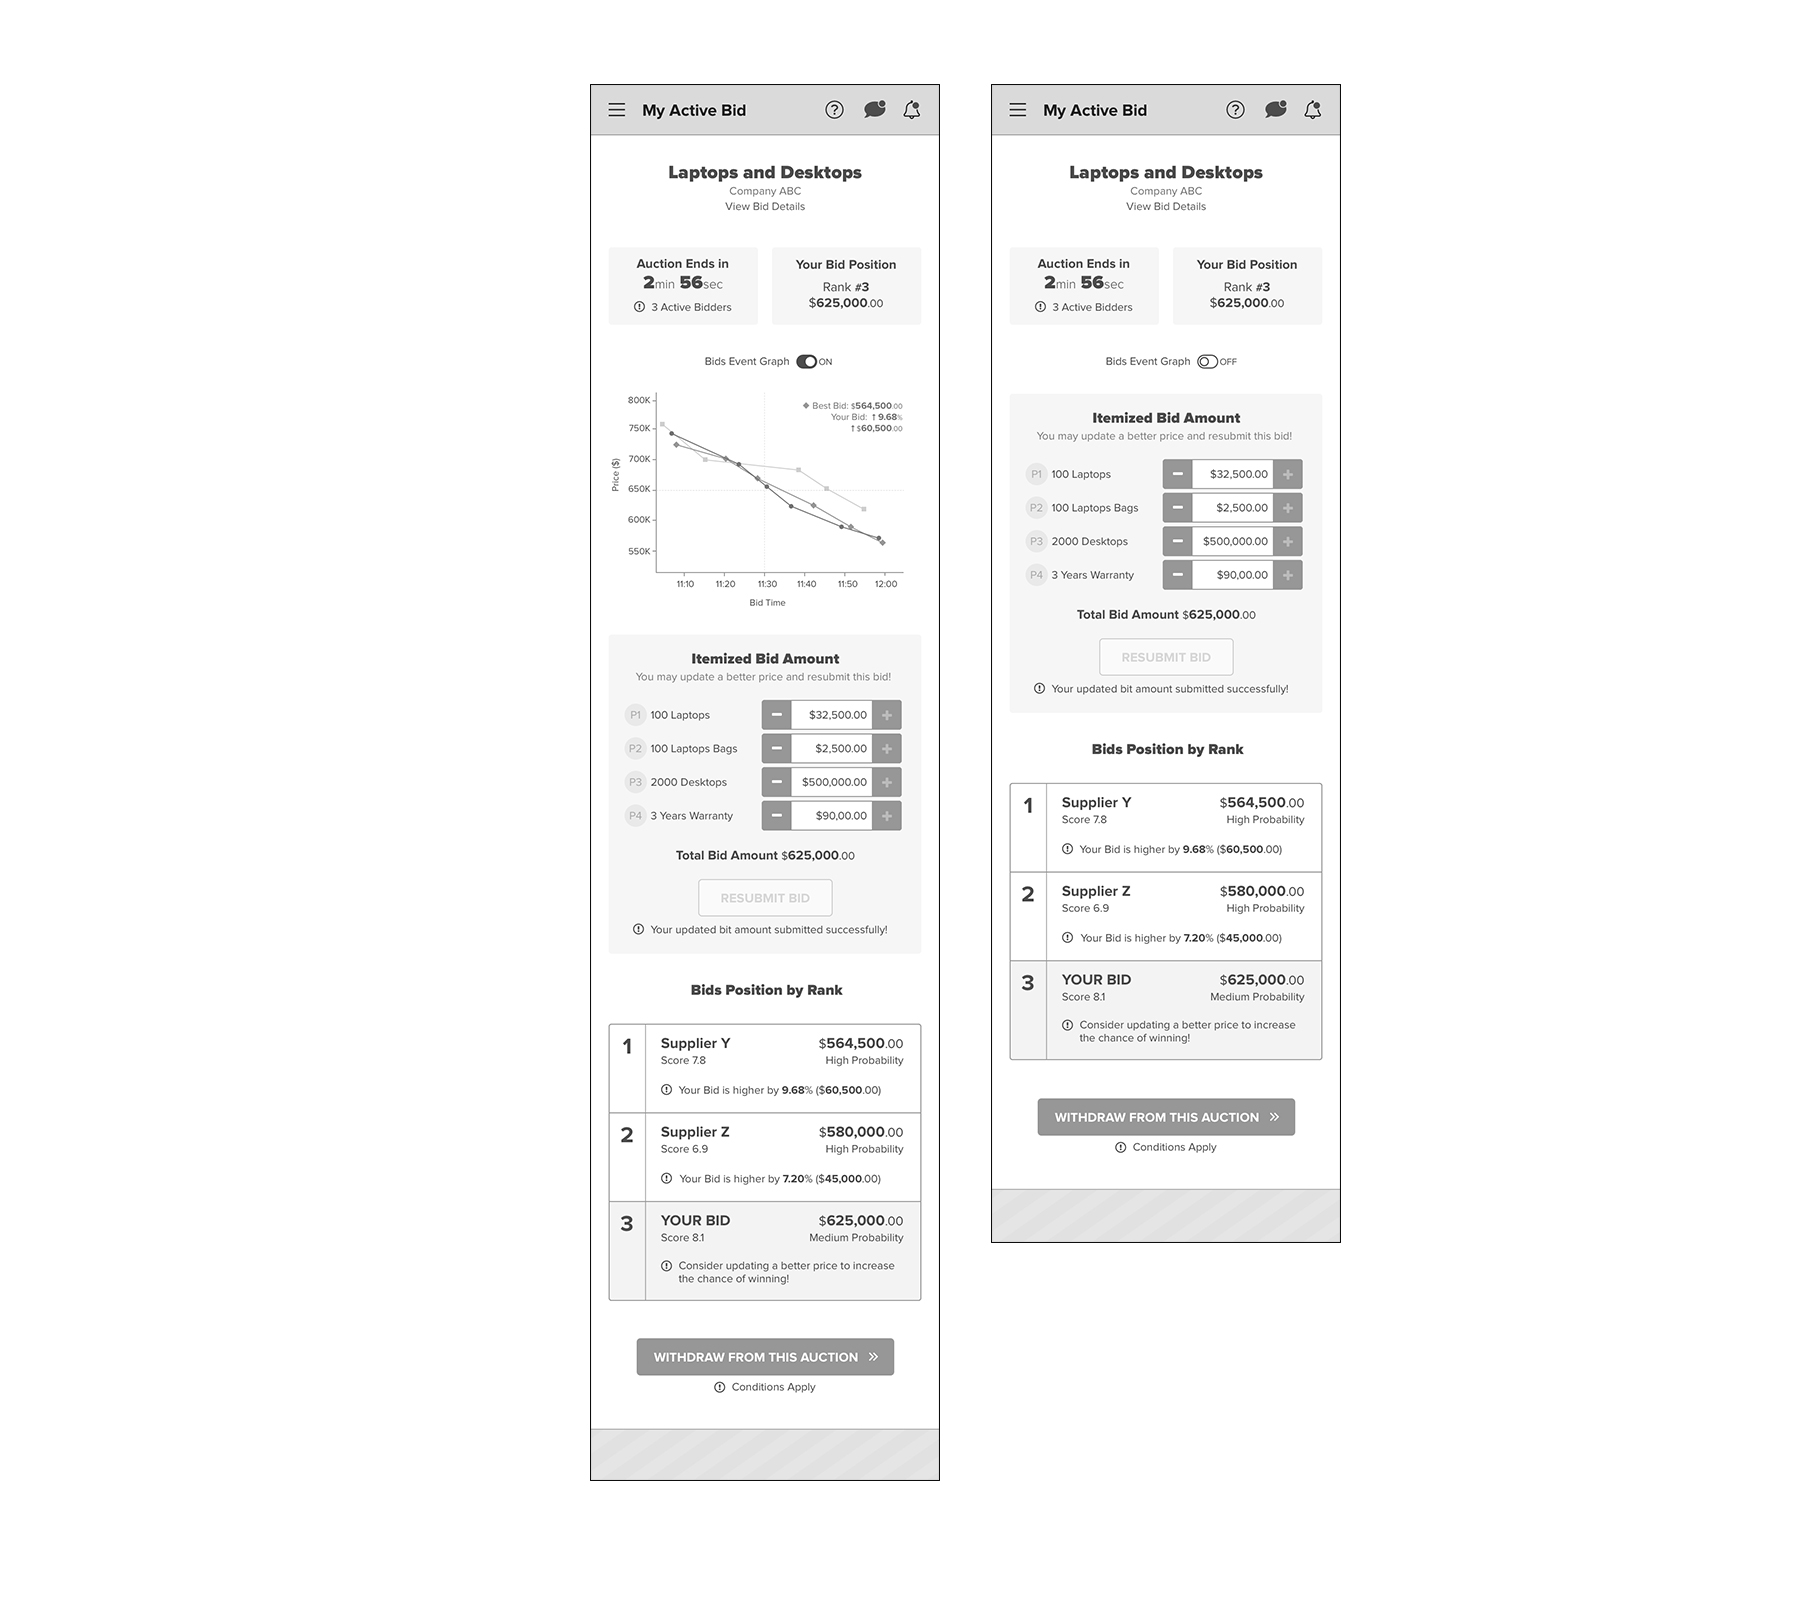 My Active Bid
Laptops and Desktops
Company ABC
View Bid Details
Auction Ends in
2min 56sec
3 Active Bidders
Your Bid Position
Rank #3
$625,000.00
Bids Event Graph ON
800K
750K
700K
650K
600K
550K
Price ($)
Best Bid: $564,500.00
Your Bid: ↑ 9.68%
↑ $60,500.00
11:10 11:20 11:30 11:40 11:50 12:00
Bid Time
Itemized Bid Amount
You may update a better price and resubmit this bid!
P1 100 Laptops $32,500.00
P2 100 Laptops Bags $2,500.00
P3 2000 Desktops $500,000.00
P4 3 Years Warranty $90,00.00
Total Bid Amount $625,000.00
RESUBMIT BID
Your updated bit amount submitted successfully!
Bids Position by Rank
1 Supplier Y $564,500.00
Score 7.8 High Probability
Your Bid is higher by 9.68% ($60,500.00)
2 Supplier Z $580,000.00
Score 6.9 High Probability
Your Bid is higher by 7.20% ($45,000.00)
3 YOUR BID $625,000.00
Score 8.1 Medium Probability
Consider updating a better price to increase
the chance of winning!
WITHDRAW FROM THIS AUCTION »
Conditions Apply
My Active Bid
Laptops and Desktops
Company ABC
View Bid Details
Auction Ends in
2min 56sec
3 Active Bidders
Your Bid Position
Rank #3
$625,000.00
Bids Event Graph OFF
Itemized Bid Amount
You may update a better price and resubmit this bid!
P1 100 Laptops $32,500.00
P2 100 Laptops Bags $2,500.00
P3 2000 Desktops $500,000.00
P4 3 Years Warranty $90,00.00
Total Bid Amount $625,000.00
RESUBMIT BID
Your updated bit amount submitted successfully!
Bids Position by Rank
1 Supplier Y $564,500.00
Score 7.8 High Probability
Your Bid is higher by 9.68% ($60,500.00)
2 Supplier Z $580,000.00
Score 6.9 High Probability
Your Bid is higher by 7.20% ($45,000.00)
3 YOUR BID $625,000.00
Score 8.1 Medium Probability
Consider updating a better price to increase
the chance of winning!
WITHDRAW FROM THIS AUCTION »
Conditions Apply